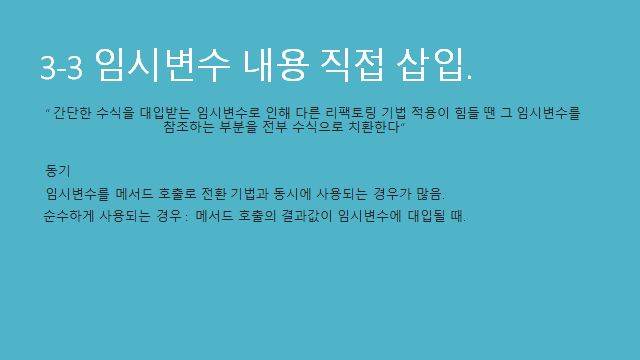 3-3 임시변수 내용 직접 삽입.
“ 간단한 수식을 대입받는 임시변수로 인해 다른 리팩토링 기법 적용이 힘들 땐 그 임시변수를
참조하는 부분을 전부 수식으로 치환한다“
동기
임시변수를 메서드 호출로 전환 기법과 동시에 사용되는 경우가 많음.
순수하게 사용되는 경우 : 메서드 호출의 결과값이 임시변수에 대입될 때.